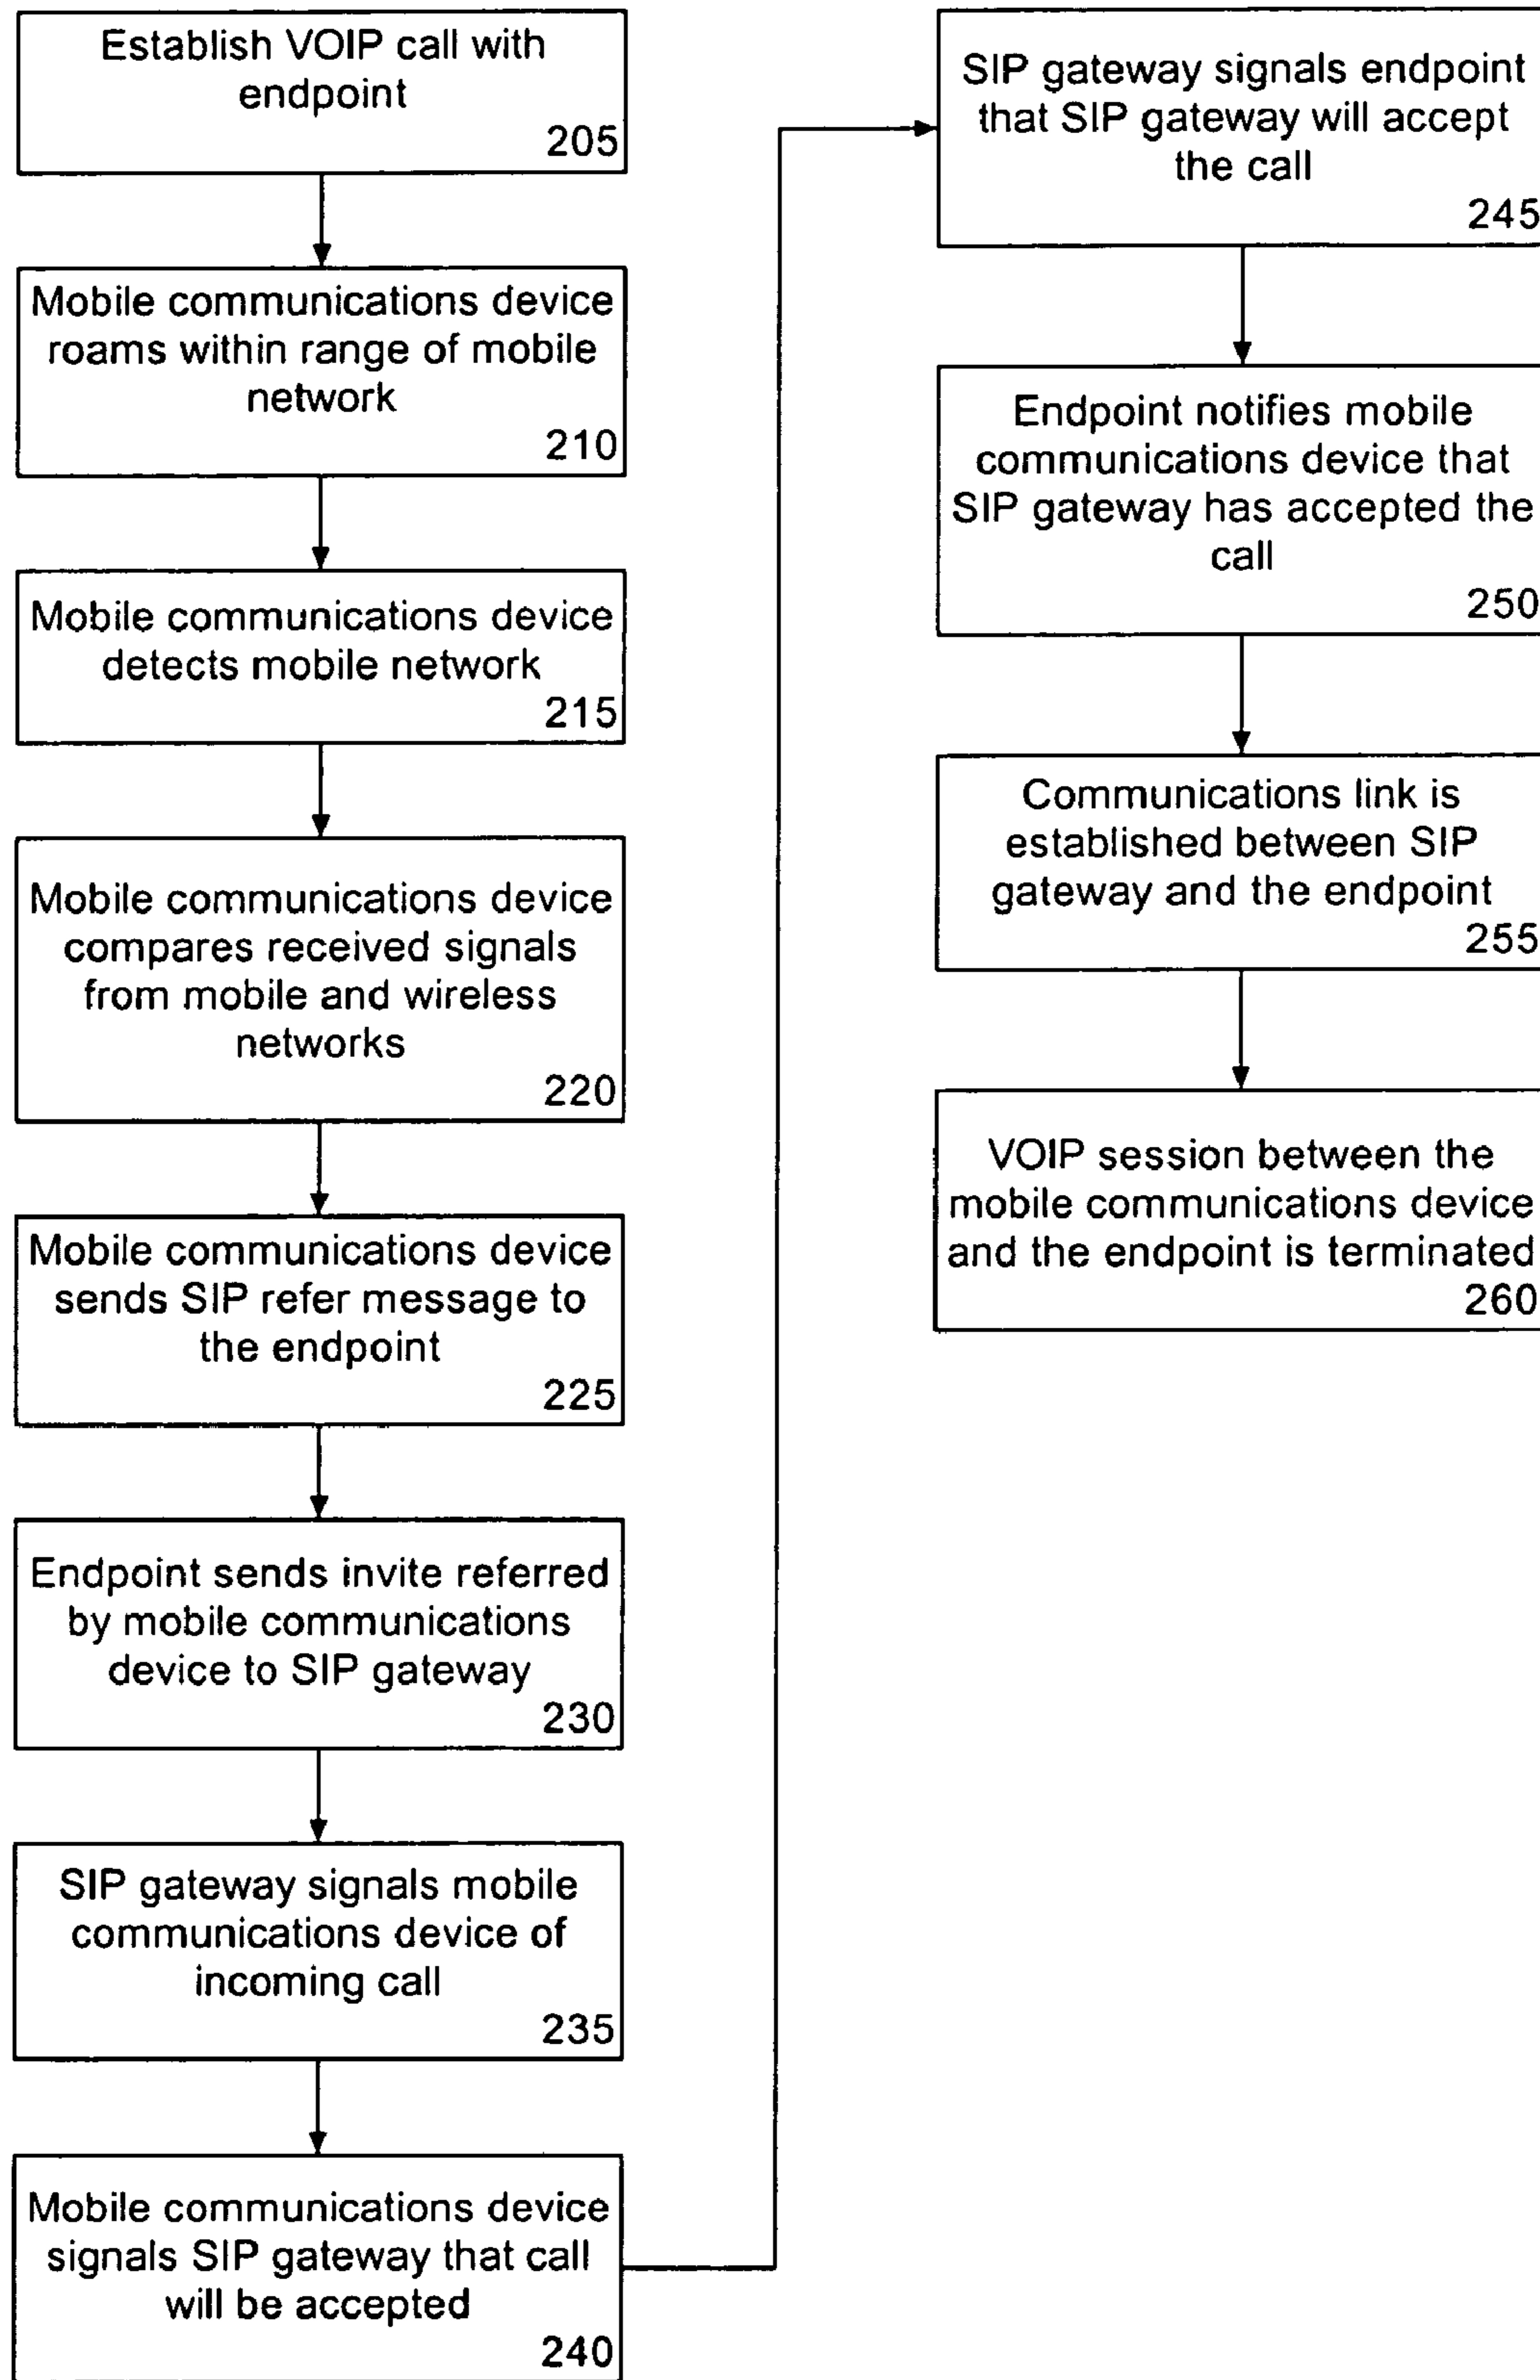 Establish VOIP call with
endpoint
205
Mobile communications device
roams within range of mobile
network
210
Mobile communications device
detects mobile network
215
Mobile communications device
compares received signals
from mobile and wireless
networks
220
Mobile communications device
sends SIP refer message to
the endpoint
225
Endpoint sends invite referred
by mobile communications
device to SIP gateway
230
SIP gateway signals mobile
communications device of
incoming call
235
Mobile communications device
signals SIP gateway that call
will be accepted
240
SIP gateway signals endpoint
that SIP gateway will accept
the call
245
Endpoint notifies mobile
communications device that
SIP gateway has accepted the
call
250
Communications link is
established between SIP
gateway and the endpoint
255
VOIP session between the
mobile communications device
and the endpoint is terminated
260